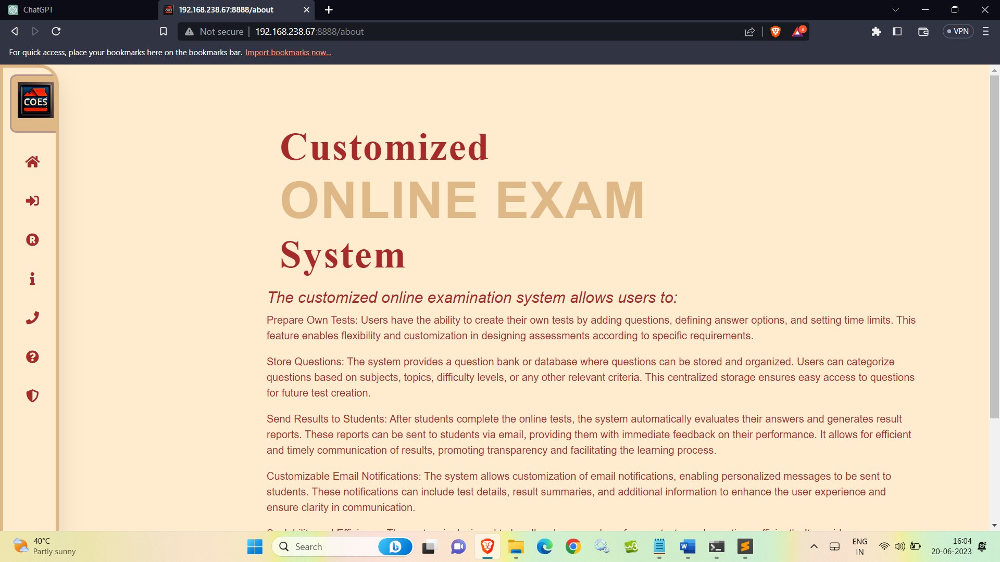 ChatGPT
192.168.238.67:8888/about
Not secure
192.168.238.67:8888/about
4
VPN
For quick access, place your bookmarks here on the bookmarks bar. Import bookmarks now...
COES
Customized
ONLINE EXAM
System
R
The customized online examination system allows users to:
Prepare Own Tests: Users have the ability to create their own tests by adding questions, defining answer options, and setting time limits. This
feature enables flexibility and customization in designing assessments according to specific requirements.
Store Questions: The system provides a question bank or database where questions can be stored and organized. Users can categorize
questions based on subjects, topics, difficulty levels, or any other relevant criteria. This centralized storage ensures easy access to questions
for future test creation.
Send Results to Students: After students complete the online tests, the system automatically evaluates their answers and generates result
reports. These reports can be sent to students via email, providing them with immediate feedback on their performance. It allows for efficient
and timely communication of results, promoting transparency and facilitating the learning process.
Customizable Email Notifications: The system allows customization of email notifications, enabling personalized messages to be sent to
students. These notifications can include test details, result summaries, and additional information to enhance the user experience and
ensure clarity in communication.
40°C
Partly sunny
Search
ENG
IN
16:04
20-06-2023